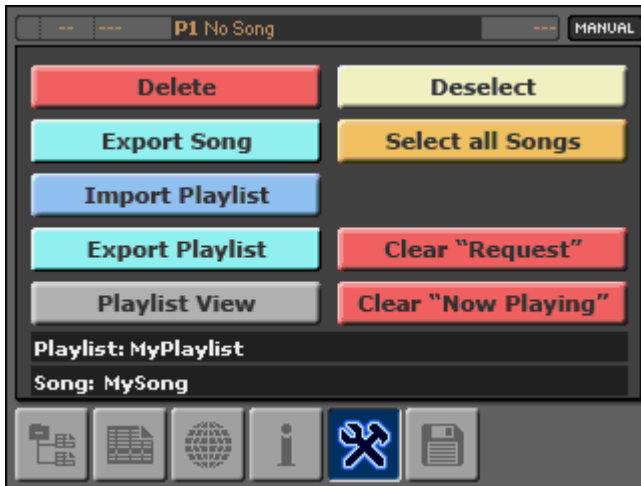 -- --- P1 No Song --- MANUAL
Delete Deselect
Export Song Select all Songs
Import Playlist
Export Playlist Clear “Request”
Playlist View Clear “Now Playing”
Playlist: MyPlaylist
Song: MySong